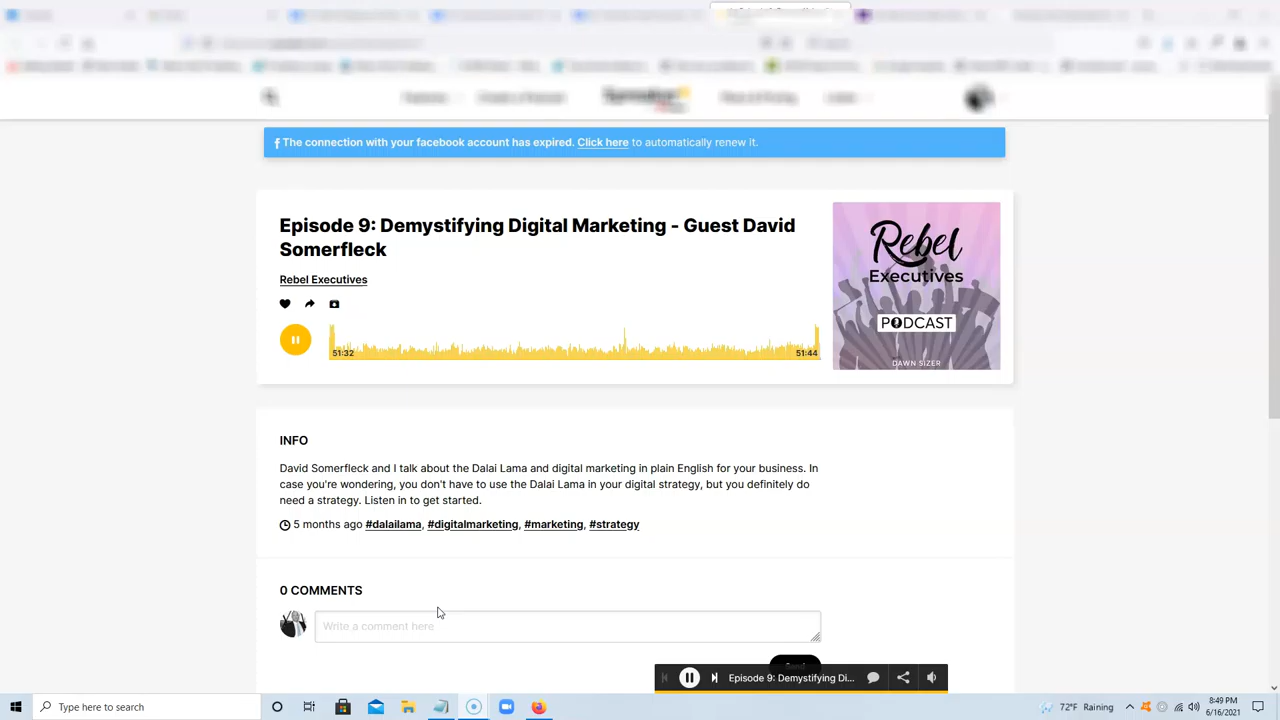 The connection with your facebook account has expired. Click here to automatically renew it.
Episode 9: Demystifying Digital Marketing - Guest David
Somerfleck
Rebel Executives
51:32
51:44
Rebel
Executives
PODCAST
DAWN SIZER
INFO
David Somerfleck and I talk about the Dalai Lama and digital marketing in plain English for your business. In
case you're wondering, you don't have to use the Dalai Lama in your digital strategy, but you definitely do
need a strategy. Listen in to get started.
5 months ago #dalailama, #digitalmarketing, #marketing, #strategy
0 COMMENTS
Write a comment here
Send
Episode 9: Demystifying Di...
Type here to search
72°F Raining
8:49 PM
6/16/2021